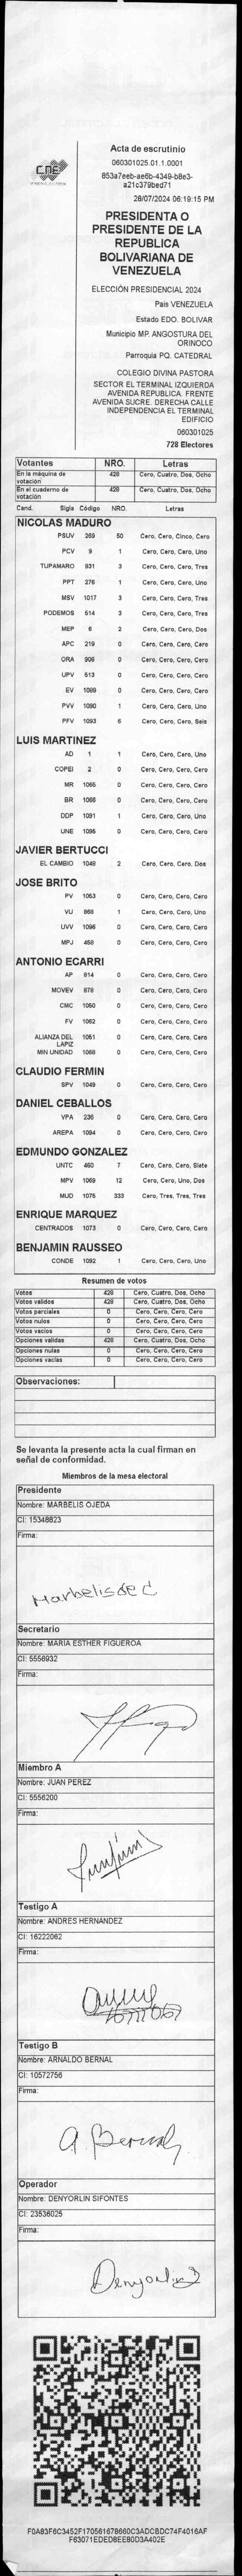 CNE
Acta de escrutinio
060301025.01.1.0001
853a7eeb-ae6b-4349-b8e3-
a21c379bed71
28/07/2024 06:19:15 PM
PRESIDENTA O
PRESIDENTE DE LA
REPUBLICA
BOLIVARIANA DE
VENEZUELA
ELECCIÓN PRESIDENCIAL 2024
Pais VENEZUELA
Estado EDO. BOLIVAR
Municipio MP. ANGOSTURA DEL
ORINOCO
Parroquia PQ. CATEDRAL
COLEGIO DIVINA PASTORA
SECTOR EL TERMINAL IZQUIERDA
AVENIDA REPUBLICA. FRENTE
AVENIDA SUCRE. DERECHA CALLE
INDEPENDENCIA EL TERMINAL
EDIFICIO
060301025
728 Electores
Votantes NRO. Letras
En la máquina de votación 428 Cero, Cuatro, Dos, Ocho
En el cuaderno de votación 428 Cero, Cuatro, Dos, Ocho
Cand. Sigla Código NRO. Letras
NICOLAS MADURO
PSUV 269 50 Cero, Cero, Cinco, Cero
PCV 9 1 Cero, Cero, Cero, Uno
TUPAMARO 931 3 Cero, Cero, Cero, Tres
PPT 276 1 Cero, Cero, Cero, Uno
MSV 1017 3 Cero, Cero, Cero, Tres
PODEMOS 514 3 Cero, Cero, Cero, Tres
MEP 6 2 Cero, Cero, Cero, Dos
APC 219 0 Cero, Cero, Cero, Cero
ORA 906 0 Cero, Cero, Cero, Cero
UPV 513 0 Cero, Cero, Cero, Cero
EV 1089 0 Cero, Cero, Cero, Cero
PVV 1090 1 Cero, Cero, Cero, Uno
PFV 1093 6 Cero, Cero, Cero, Seis
LUIS MARTINEZ
AD 1 1 Cero, Cero, Cero, Uno
COPEI 2 0 Cero, Cero, Cero, Cero
MR 1065 0 Cero, Cero, Cero, Cero
BR 1066 0 Cero, Cero, Cero, Cero
DDP 1091 1 Cero, Cero, Cero, Uno
UNE 1095 0 Cero, Cero, Cero, Cero
JAVIER BERTUCCI
EL CAMBIO 1048 2 Cero, Cero, Cero, Dos
JOSE BRITO
PV 1053 0 Cero, Cero, Cero, Cero
VU 868 1 Cero, Cero, Cero, Uno
UVV 1096 0 Cero, Cero, Cero, Cero
MPJ 458 0 Cero, Cero, Cero, Cero
ANTONIO ECARRI
AP 814 0 Cero, Cero, Cero, Cero
MOVEV 878 0 Cero, Cero, Cero, Cero
CMC 1050 0 Cero, Cero, Cero, Cero
FV 1062 0 Cero, Cero, Cero, Cero
ALIANZA DEL LAPIZ 1051 0 Cero, Cero, Cero, Cero
MIN UNIDAD 1068 0 Cero, Cero, Cero, Cero
CLAUDIO FERMIN
SPV 1049 0 Cero, Cero, Cero, Cero
DANIEL CEBALLOS
VPA 236 0 Cero, Cero, Cero, Cero
AREPA 1094 0 Cero, Cero, Cero, Cero
EDMUNDO GONZALEZ
UNTC 460 7 Cero, Cero, Cero, Siete
MPV 1069 12 Cero, Cero, Uno, Dos
MUD 1075 333 Cero, Tres, Tres, Tres
ENRIQUE MARQUEZ
CENTRADOS 1073 0 Cero, Cero, Cero, Cero
BENJAMIN RAUSSEO
CONDE 1092 1 Cero, Cero, Cero, Uno
Resumen de votos
Votos 428 Cero, Cuatro, Dos, Ocho
Votos validos 428 Cero, Cuatro, Dos, Ocho
Votos parciales 0 Cero, Cero, Cero, Cero
Votos nulos 0 Cero, Cero, Cero, Cero
Votos vacios 0 Cero, Cero, Cero, Cero
Opciones validas 428 Cero, Cuatro, Dos, Ocho
Opciones nulas 0 Cero, Cero, Cero, Cero
Opciones vacias 0 Cero, Cero, Cero, Cero
Observaciones:
Se levanta la presente acta la cual firman en
señal de conformidad.
Miembros de la mesa electoral
Presidente
Nombre: MARBELIS OJEDA
CI: 15348823
Firma:
Secretario
Nombre: MARIA ESTHER FIGUEROA
CI: 5556932
Firma:
Miembro A
Nombre: JUAN PEREZ
CI: 5556200
Firma:
Testigo A
Nombre: ANDRES HERNANDEZ
CI: 16222062
Firma:
Testigo B
Nombre: ARNALDO BERNAL
CI: 10572756
Firma:
A. Bernal
Operador
Nombre: DENYORLIN SIFONTES
CI: 23536025
Firma:
F0A83F6C3452F170561678660C3ADCBDC74F4016AF
F63071EDED8EE80D3A402E